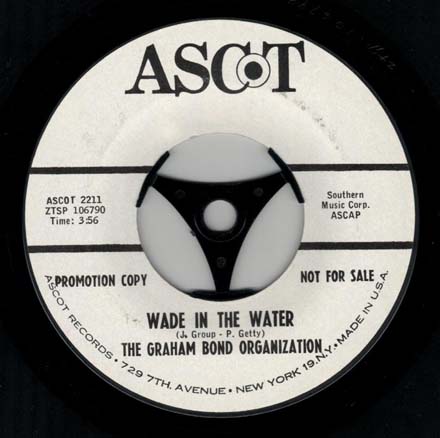 ASCOT
ASCOT 2211
ZTSP 106790
Time: 3:56
Southern
Music Corp.
ASCAP
PROMOTION COPY
NOT FOR SALE
WADE IN THE WATER
(J. Group - P. Getty)
THE GRAHAM BOND ORGANIZATION
ASCOT RECORDS • 729 7TH. AVENUE • NEW YORK 19.N.Y. • MADE IN U.S.A.